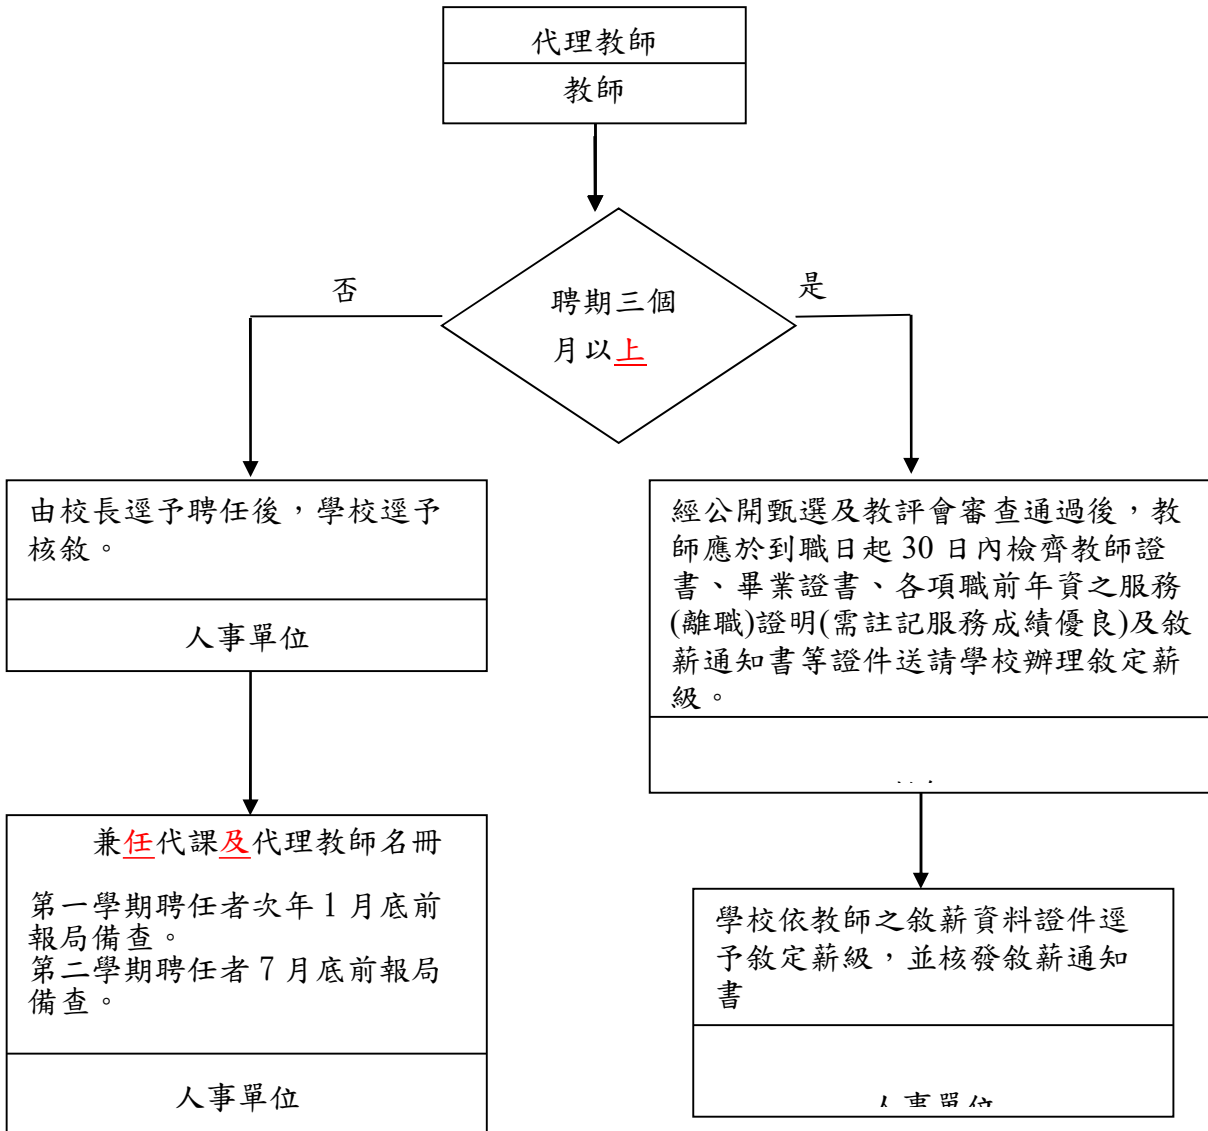 代理教師
教師
否
是
聘期三個
月以上
由校長逕予聘任後，學校逕予
核敘。
人事單位
經公開甄選及教評會審查通過後，教
師應於到職日起 30 日內檢齊教師證
書、畢業證書、各項職前年資之服務
(離職)證明(需註記服務成績優良)及敘
薪通知書等證件送請學校辦理敘定薪
級。
兼任代課及代理教師名冊
第一學期聘任者次年 1 月底前
報局備查。
第二學期聘任者 7 月底前報局
備查。
人事單位
學校依教師之敘薪資料證件逕
予敘定薪級，並核發敘薪通知
書
人事單位